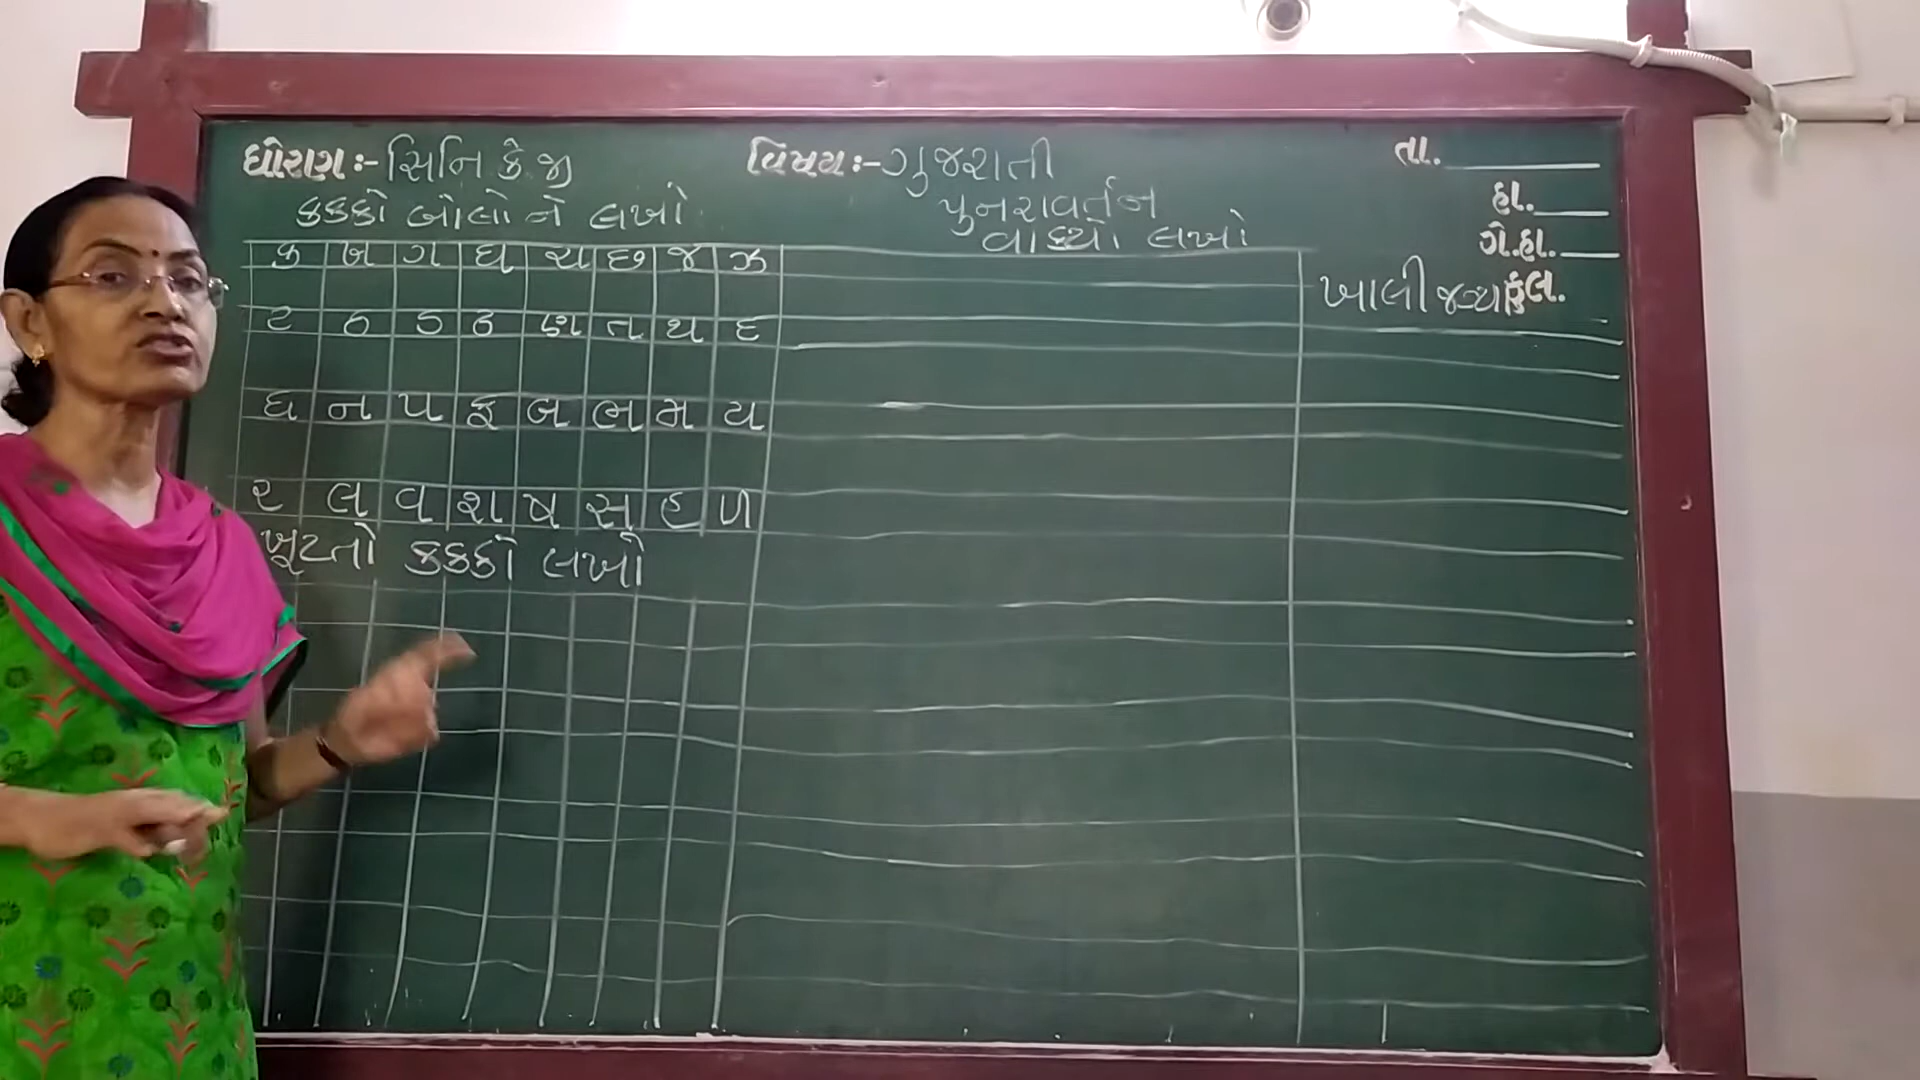 ધોરણઃ- સિનિ કે જી
વિષયઃ- ગુજરાતી
તા.
કક્કો બોલો ને લખો
પુનરાવર્તન
હા.
વાક્યો લખો
ગે.હા.
ક ખ ગ ઘ ચ છ જ ઝ
ખાલી જગ્યા
કુલ.
ટ ઠ ડ ઢ ણ ત થ દ
ધ ન પ ફ બ ભ મ ય
ર લ વ શ ષ સ હ ળ
ખૂટતો કક્કો લખો